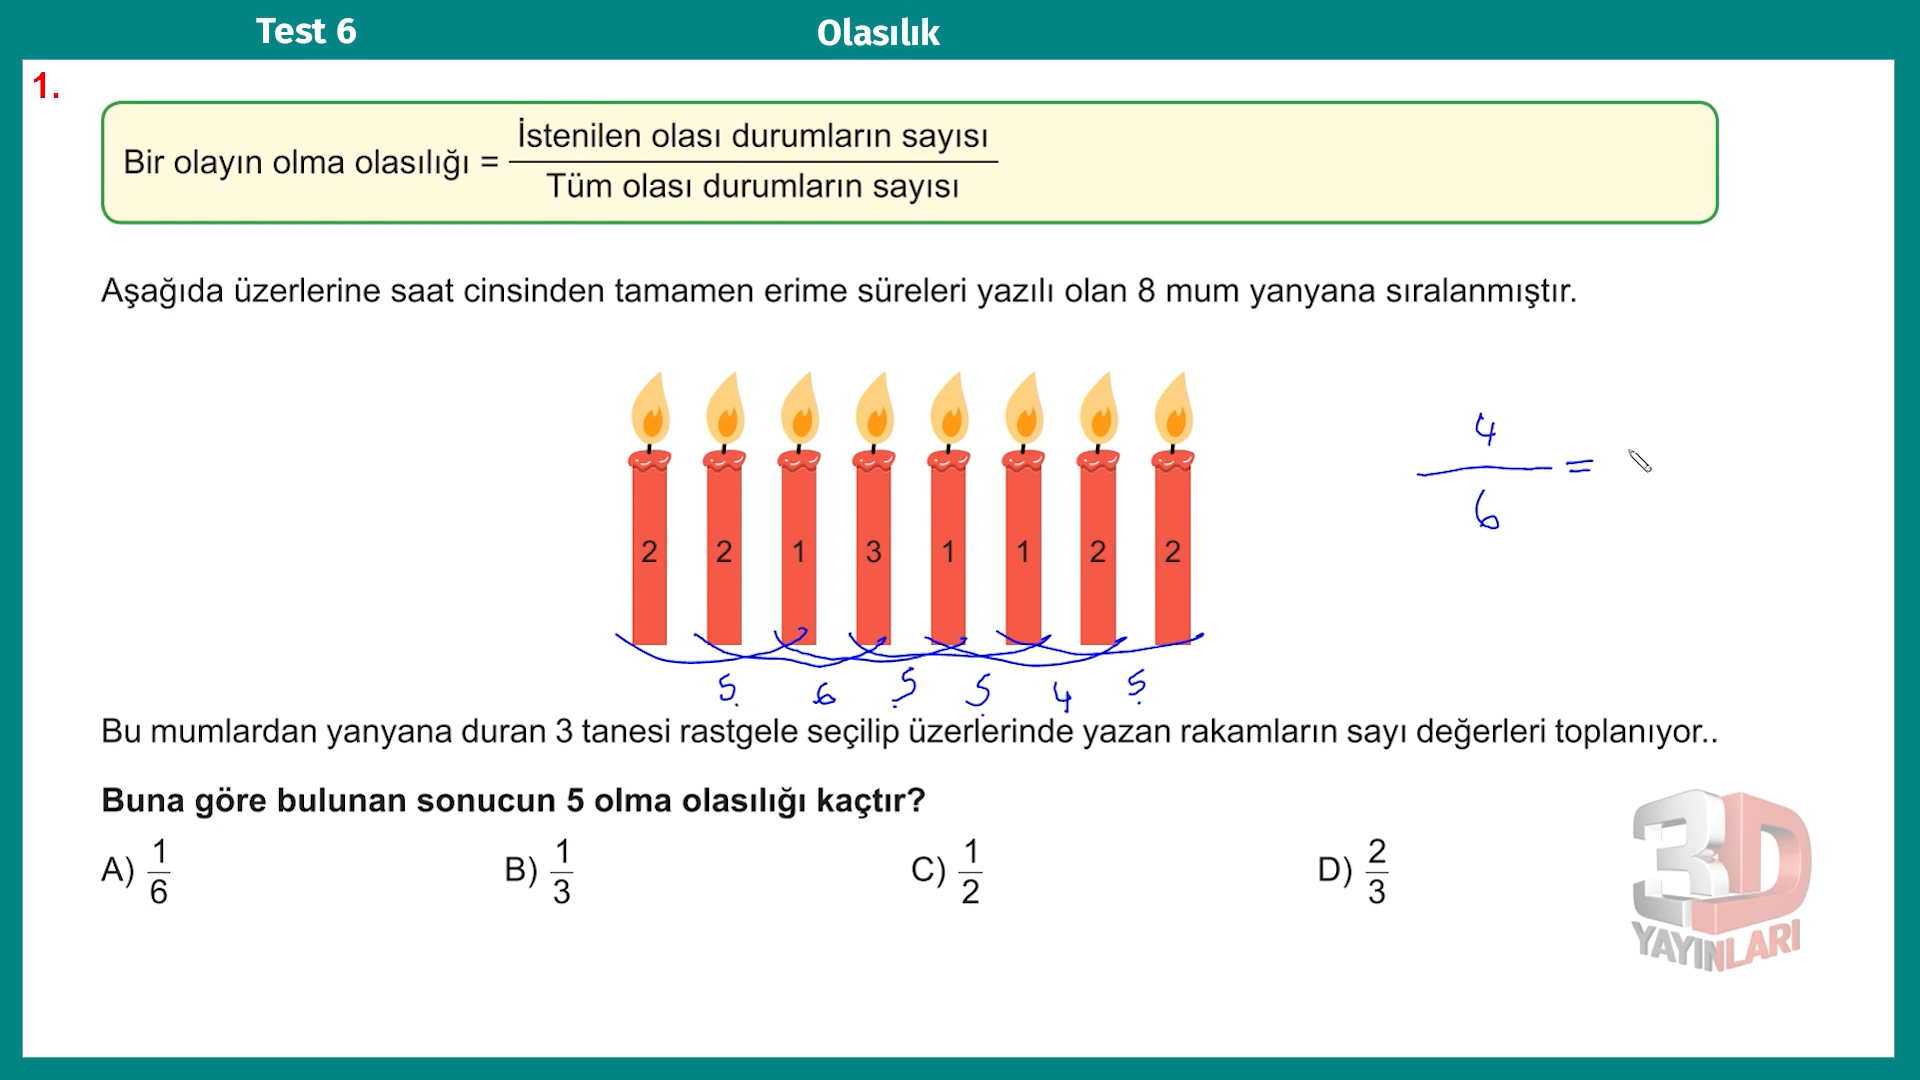 Test 6
Olasılık
1.
Bir olayın olma olasılığı = İstenilen olası durumların sayısı
Tüm olası durumların sayısı
Aşağıda üzerlerine saat cinsinden tamamen erime süreleri yazılı olan 8 mum yanyana sıralanmıştır.
4
6 =
2 2 1 3 1 1 2 2
5 6 5 5 4 5
Bu mumlardan yanyana duran 3 tanesi rastgele seçilip üzerlerinde yazan rakamların sayı değerleri toplanıyor..
Buna göre bulunan sonucun 5 olma olasılığı kaçtır?
A) 1/6 B) 1/3 C) 1/2 D) 2/3
3D
YAYINLARI